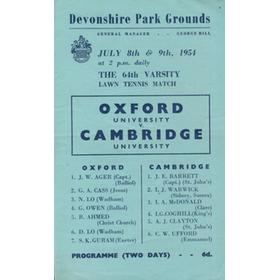 Devonshire Park Grounds
GENERAL MANAGER - GEORGE HILL
JULY 8th & 9th, 1954
at 2 p.m. daily
THE 64th VARSITY
LAWN TENNIS MATCH
OXFORD
UNIVERSITY
v.
CAMBRIDGE
UNIVERSITY
OXFORD
1. J. W. AGER (Capt.)
(Balliol)
2. G. A. CASS (Jesus)
3. N. LO (Wadham)
4. G. OWEN (Balliol)
5. B. AHMED
(Christ Church)
6. D. LO (Wadham)
7. S. K. GURAM (Exeter)
CAMBRIDGE
1. J. E. BARRETT
(Capt.) (St. John's)
2. I. J. WARWICK
(Sidney, Sussex)
3. I. A. McDONALD
(Clare)
4. I.G. COGHILL (King's)
5. A. J. CLAYTON
(St. John's)
6. C. W. UFFORD
(Emmanuel)
PROGRAMME (TWO DAYS) - 6d.